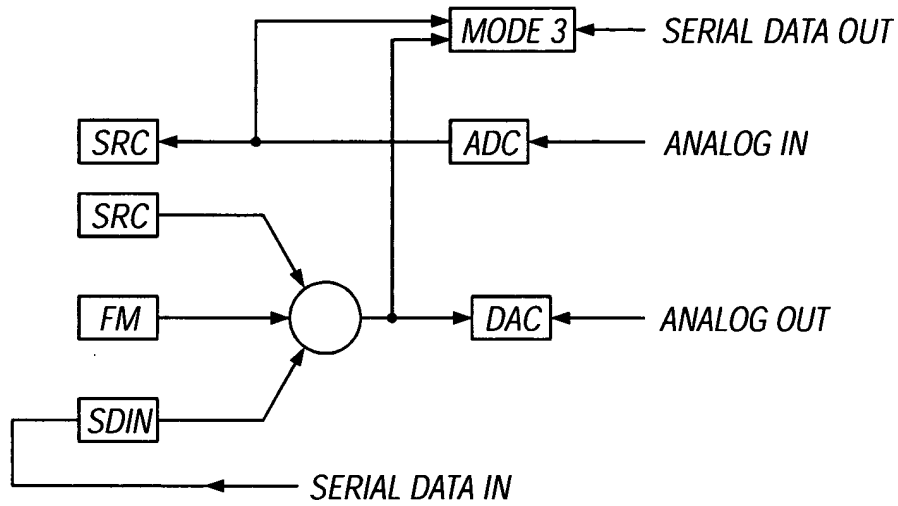 MODE 3
SERIAL DATA OUT
SRC
ADC
ANALOG IN
SRC
FM
DAC
ANALOG OUT
SDIN
SERIAL DATA IN